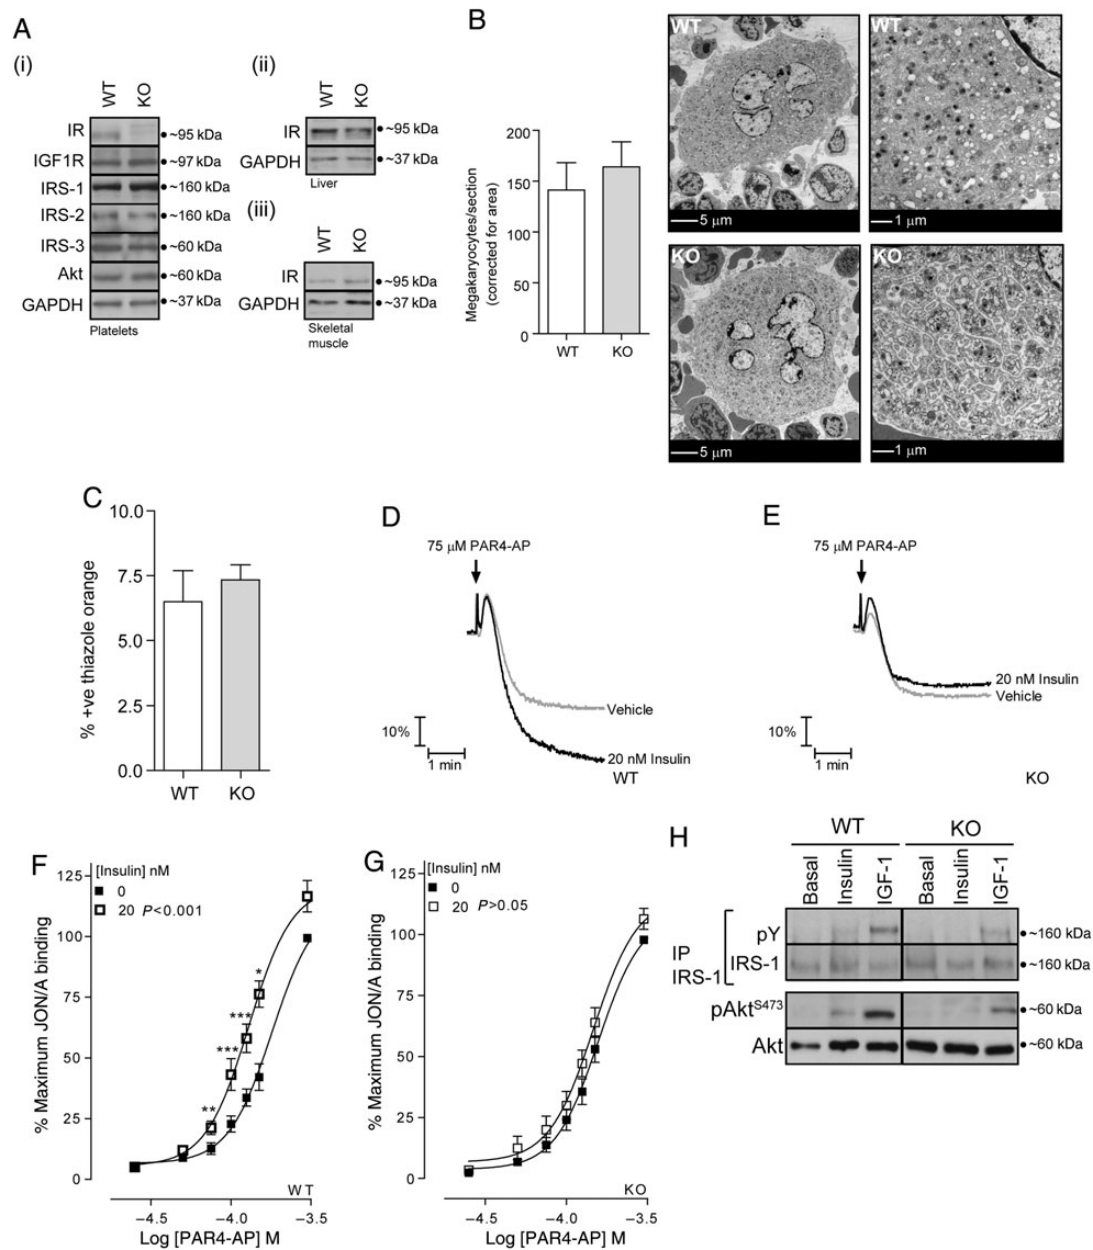 A
(i)
WT
KO
IR
~95 kDa
IGF1R
~97 kDa
IRS-1
~160 kDa
IRS-2
~160 kDa
IRS-3
~60 kDa
Akt
~60 kDa
GAPDH
~37 kDa
Platelets
(ii)
WT
KO
IR
~95 kDa
GAPDH
~37 kDa
Liver
(iii)
WT
KO
IR
~95 kDa
GAPDH
~37 kDa
Skeletal
muscle
B
Megakaryocytes/section
(corrected for area)
200
150
100
50
0
WT
KO
WT
5 μm
WT
1 μm
KO
5 μm
KO
1 μm
C
% +ve thiazole orange
10.0
7.5
5.0
2.5
0.0
WT
KO
D
75 μM PAR4-AP
Vehicle
20 nM Insulin
10%
1 min
WT
E
75 μM PAR4-AP
20 nM Insulin
Vehicle
10%
1 min
KO
F
[Insulin] nM
0
20 P<0.001
% Maximum JON/A binding
125
100
75
50
25
0
*
***
***
**
WT
−4.5
−4.0
−3.5
Log [PAR4-AP] M
G
[Insulin] nM
0
20 P>0.05
% Maximum JON/A binding
125
100
75
50
25
0
KO
−4.5
−4.0
−3.5
Log [PAR4-AP] M
H
WT
KO
Basal
Insulin
IGF-1
Basal
Insulin
IGF-1
IP
IRS-1
pY
~160 kDa
IRS-1
~160 kDa
pAktS473
~60 kDa
Akt
~60 kDa